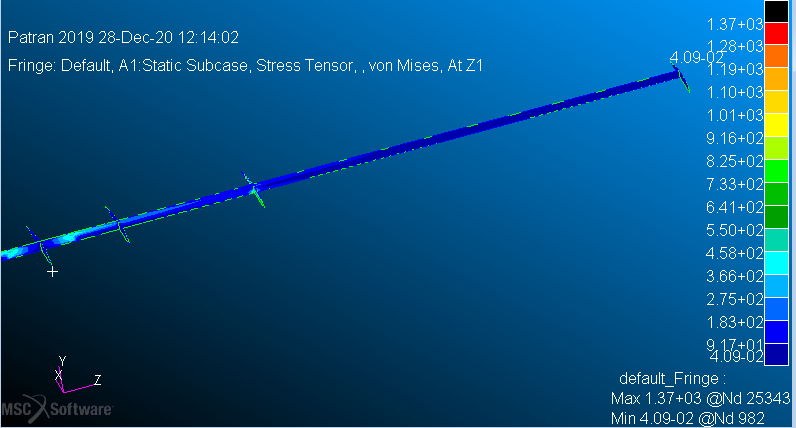 Patran 2019 28-Dec-20 12:14:02
Fringe: Default, A1:Static Subcase, Stress Tensor, , von Mises, At Z1
1.37+03
1.28+03
4.09-02
1.19+03
1.10+03
1.01+03
9.16+02
8.25+02
7.33+02
6.41+02
5.50+02
4.58+02
3.66+02
2.75+02
1.83+02
9.17+01
4.09-02
Y
X
Z
default_Fringe :
Max 1.37+03 @Nd 25343
Min 4.09-02 @Nd 982
MSC Software